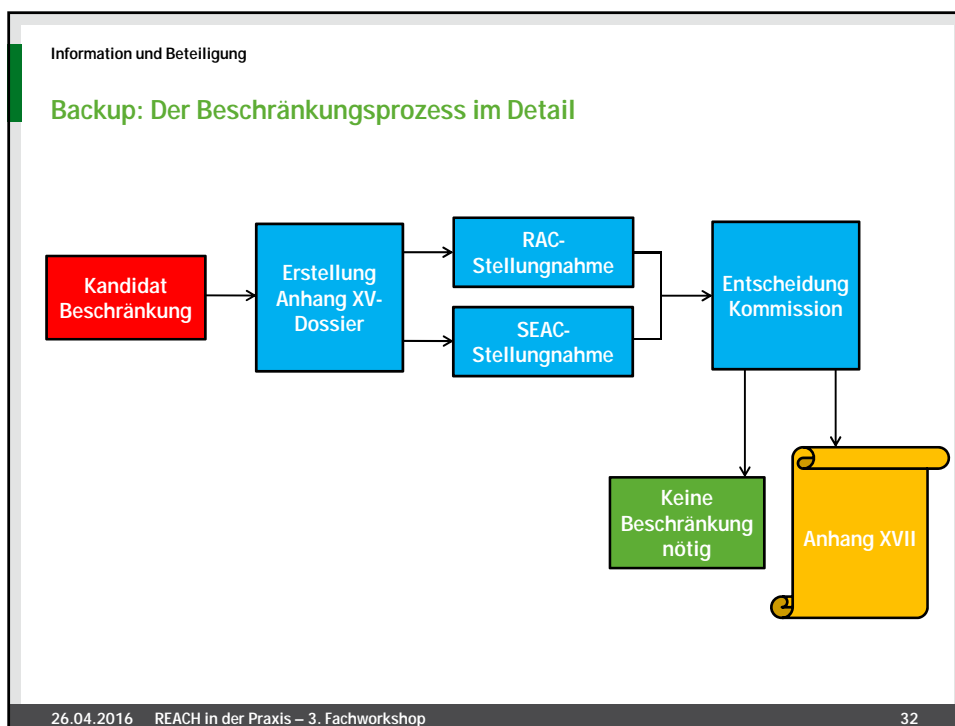 Information und Beteiligung
Backup: Der Beschränkungsprozess im Detail
Kandidat
Beschränkung
Erstellung
Anhang XV-
Dossier
RAC-
Stellungnahme
SEAC-
Stellungnahme
Entscheidung
Kommission
Keine
Beschränkung
nötig
Anhang XVII
26.04.2016 REACH in der Praxis – 3. Fachworkshop 32